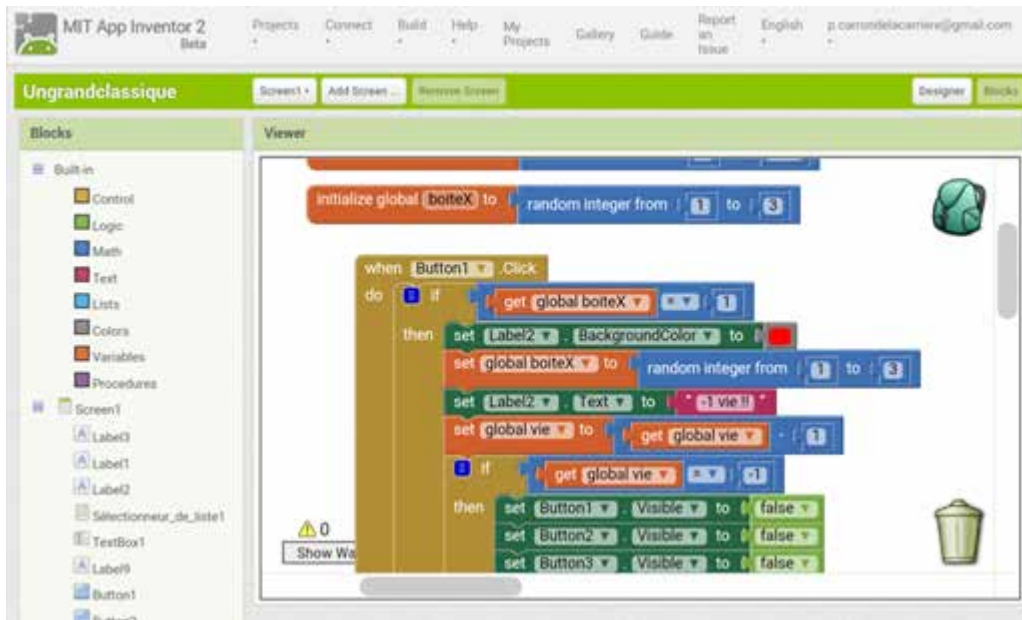 MIT App Inventor 2
Beta
Projects Connect Build Help My Projects Gallery Guide Report an Issue English p.carrondelacarriere@gmail.com
Ungrandclassique
Screen1 Add Screen ... Remove Screen Designer Blocks
Blocks
Viewer
Built-in
Control
Logic
Math
Text
Lists
Colors
Variables
Procedures
Screen1
Label3
Label1
Label2
Sélectionneur_de_liste1
TextBox1
Label9
Button1
initialize global boiteX to random integer from 1 to 3
when Button1 .Click
do if get global boiteX = 1
then set Label2 . BackgroundColor to
set global boiteX to random integer from 1 to 3
set Label2 . Text to " -1 vie !! "
set global vie to get global vie - 1
if get global vie = -1
then set Button1 . Visible to false
set Button2 . Visible to false
set Button3 . Visible to false
0
Show Wa